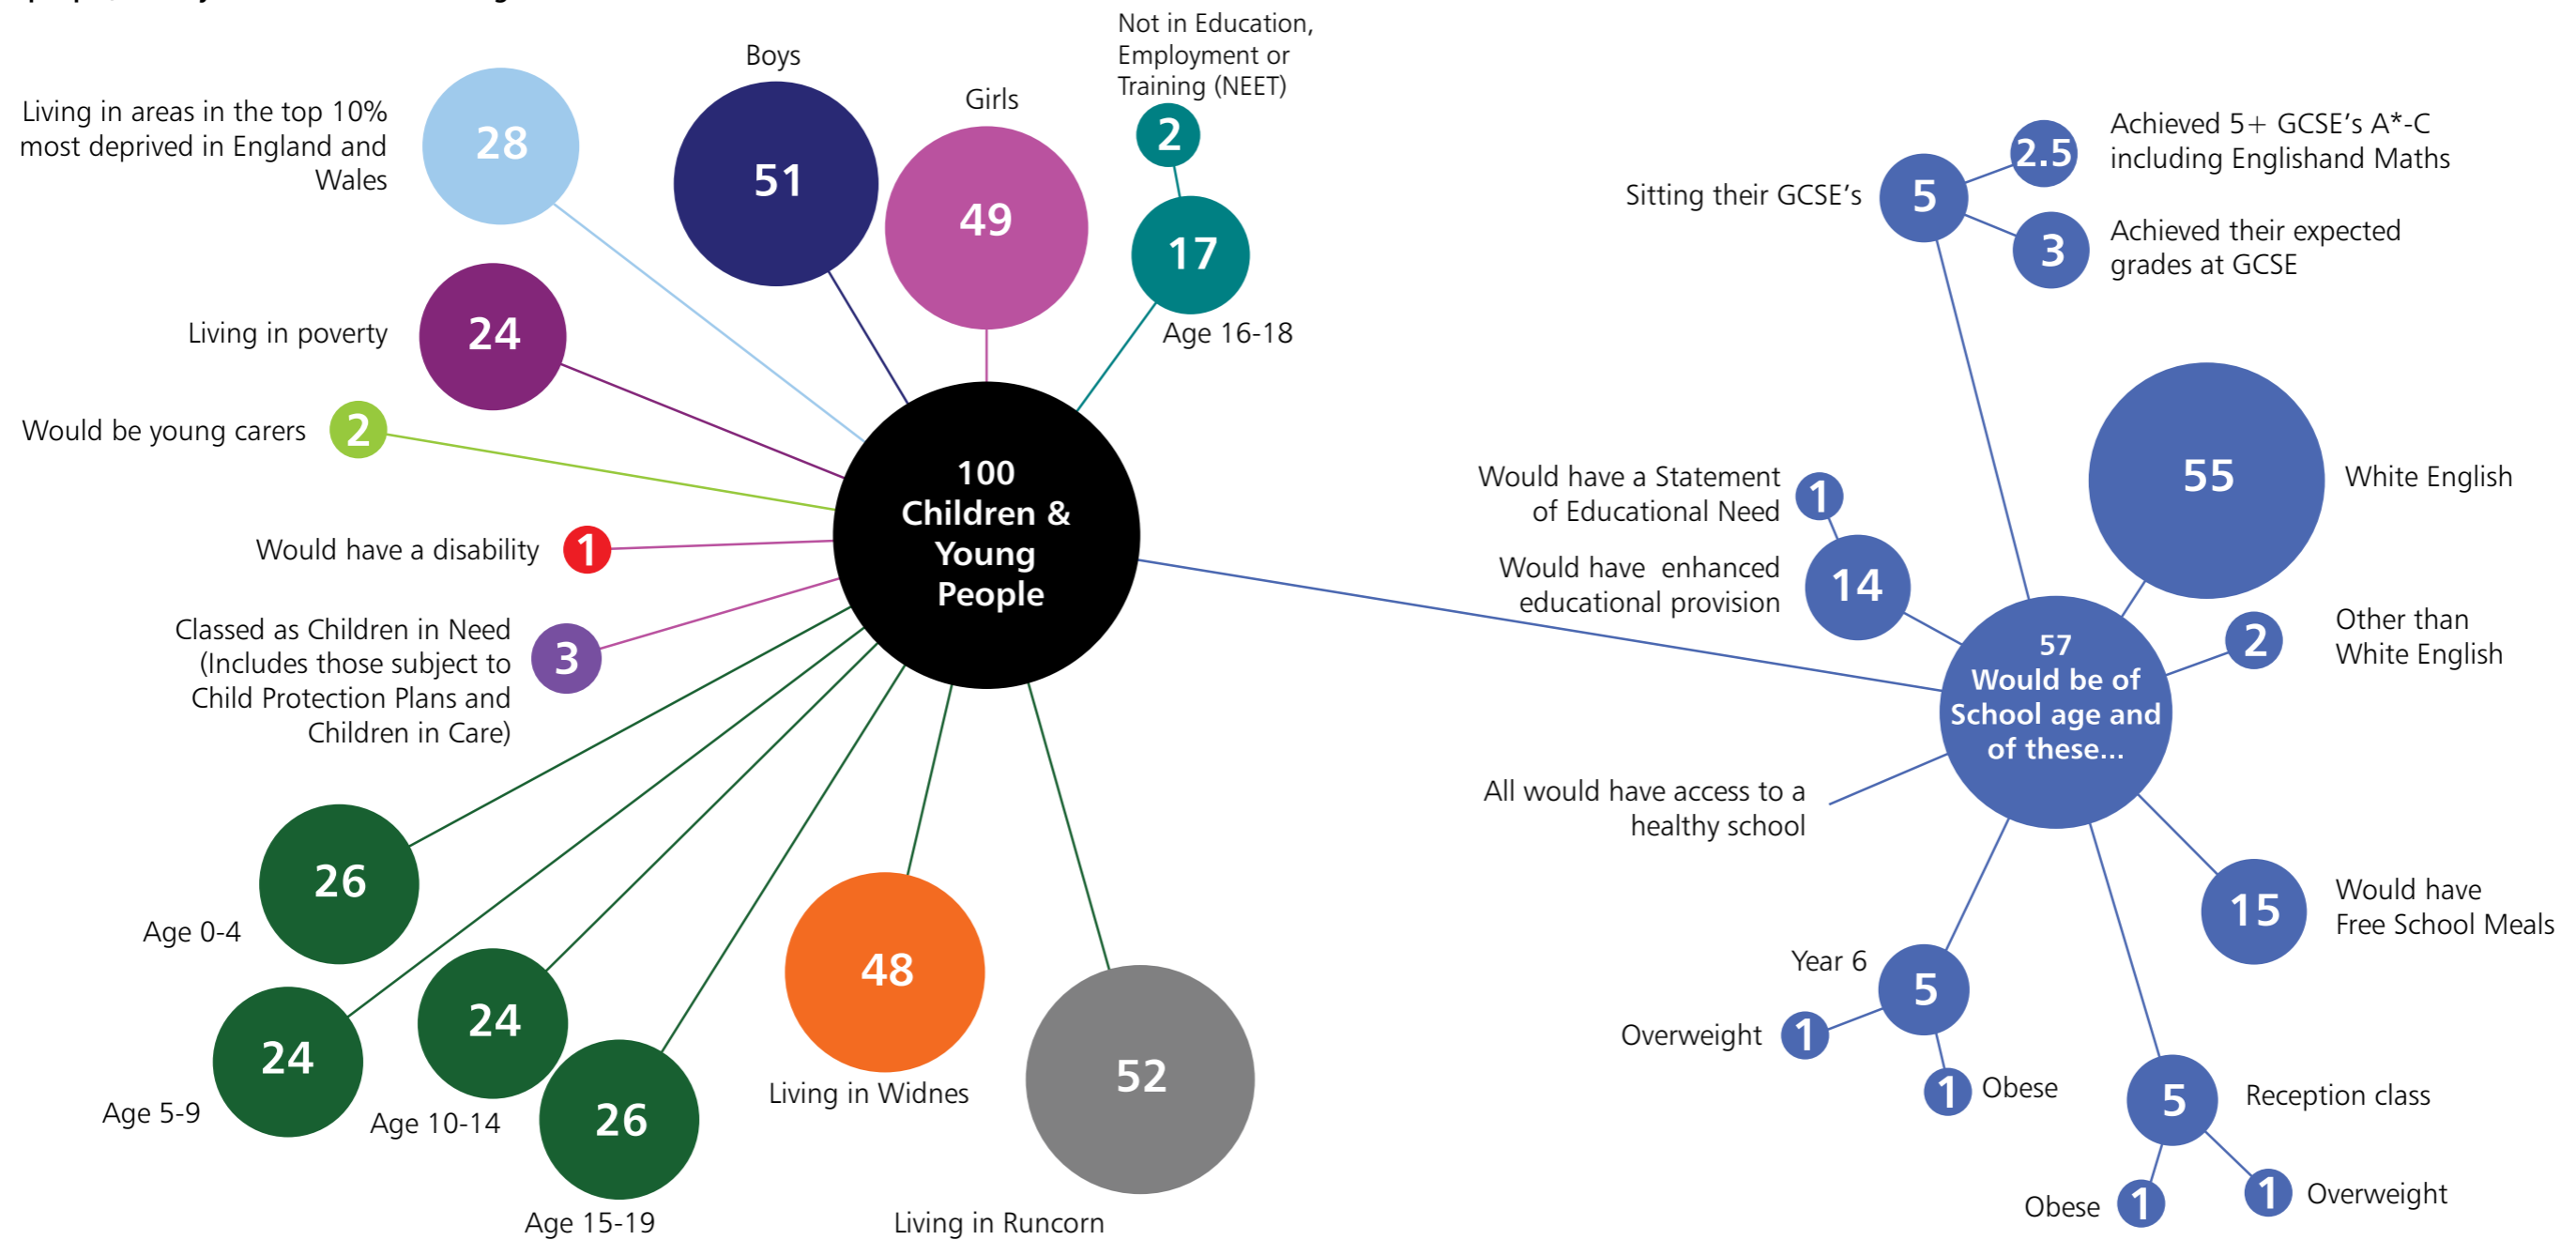 Not in Education,
Employment or
Training (NEET)
2
17
Age 16-18
Boys
51
Girls
49
Living in areas in the top 10%
most deprived in England and
Wales
28
Living in poverty
24
Would be young carers
2
Would have a disability
1
Classed as Children in Need
(Includes those subject to
Child Protection Plans and
Children in Care)
3
100
Children &
Young
People
26
Age 0-4
24
Age 5-9
24
Age 10-14
26
Age 15-19
48
Living in Widnes
52
Living in Runcorn
Sitting their GCSE's
5
2.5
Achieved 5+ GCSE's A*-C
including Englishand Maths
3
Achieved their expected
grades at GCSE
55
White English
Would have a Statement
of Educational Need
1
Would have enhanced
educational provision
14
57
Would be of
School age and
of these...
2
Other than
White English
All would have access to a
healthy school
15
Would have
Free School Meals
Year 6
5
Overweight
1
1
Obese
5
Reception class
Obese
1
1
Overweight